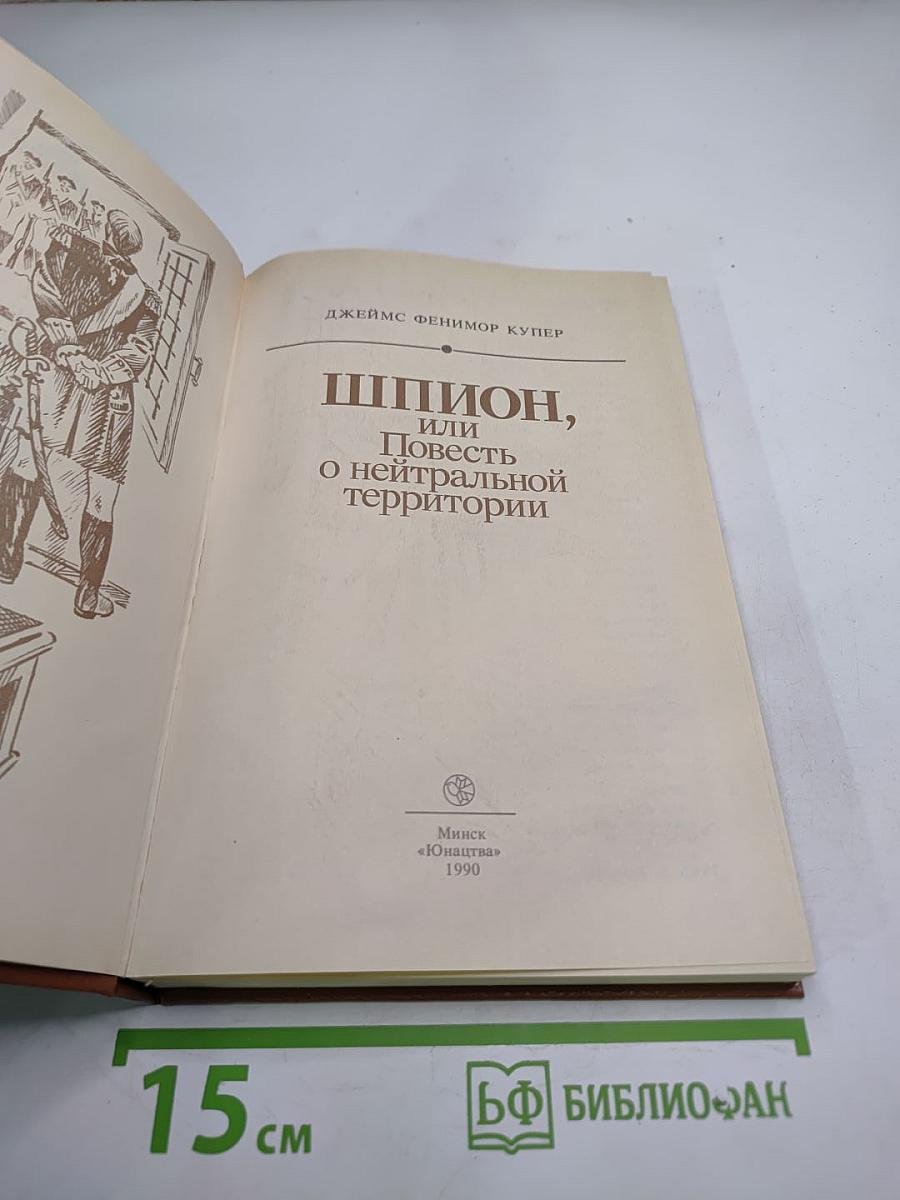 ДЖЕЙМС ФЕНИМОР КУПЕР
ШПИОН,
или
Повесть
о нейтральной
территории
Минск
«Юнацтва»
1990
15 см
БФ БИБЛИОФАН